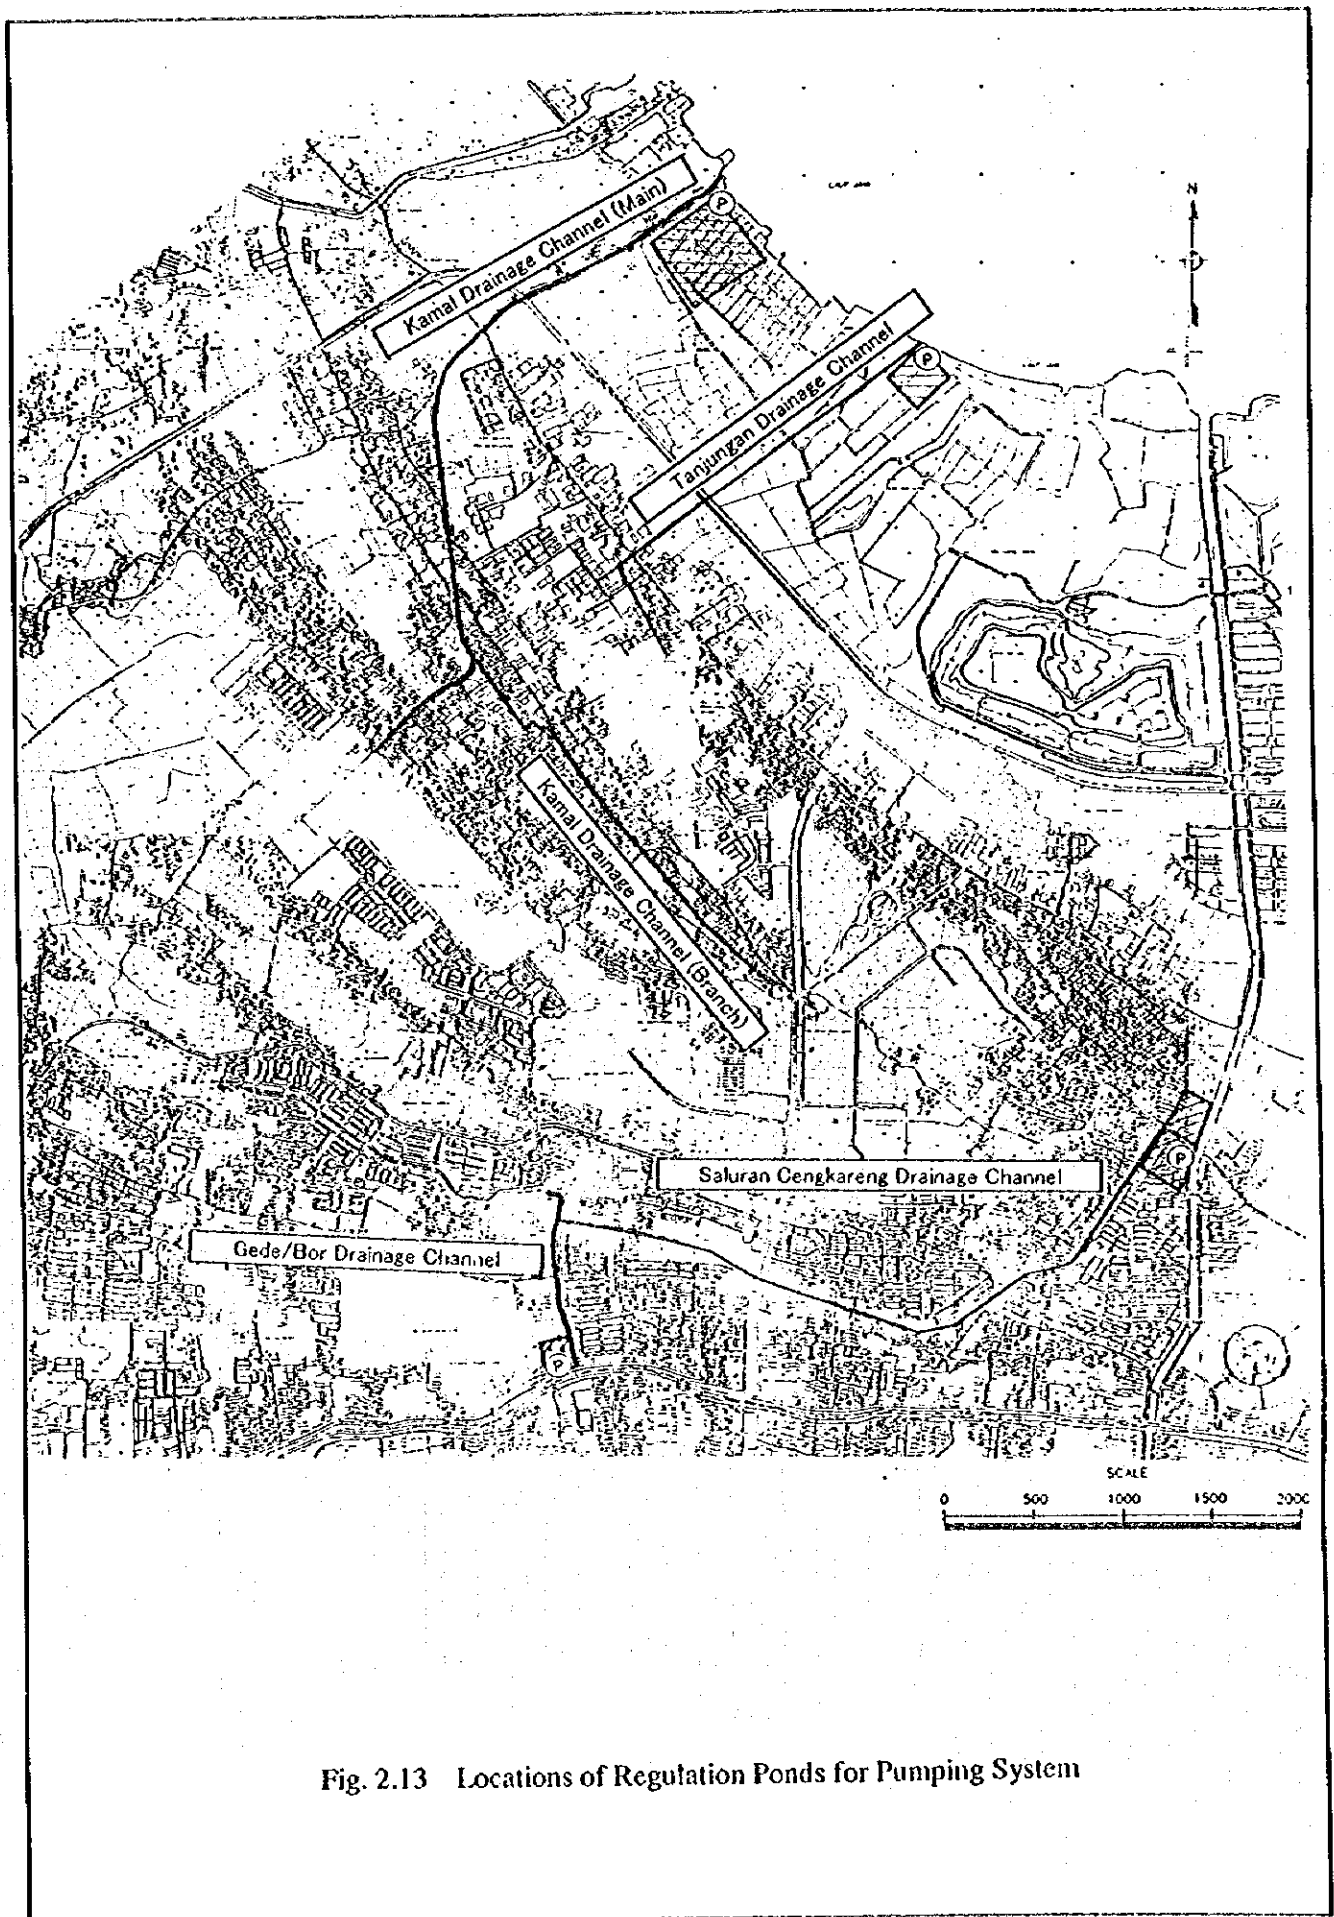 Kamal Drainage Channel (Main)
P
N
Tanjungan Drainage Channel
P
Kamal Drainage Channel (Branch)
Saluran Cengkareng Drainage Channel
P
Gede/Bor Drainage Channel
P
SCALE
0 500 1000 1500 2000
Fig. 2.13 Locations of Regulation Ponds for Pumping System